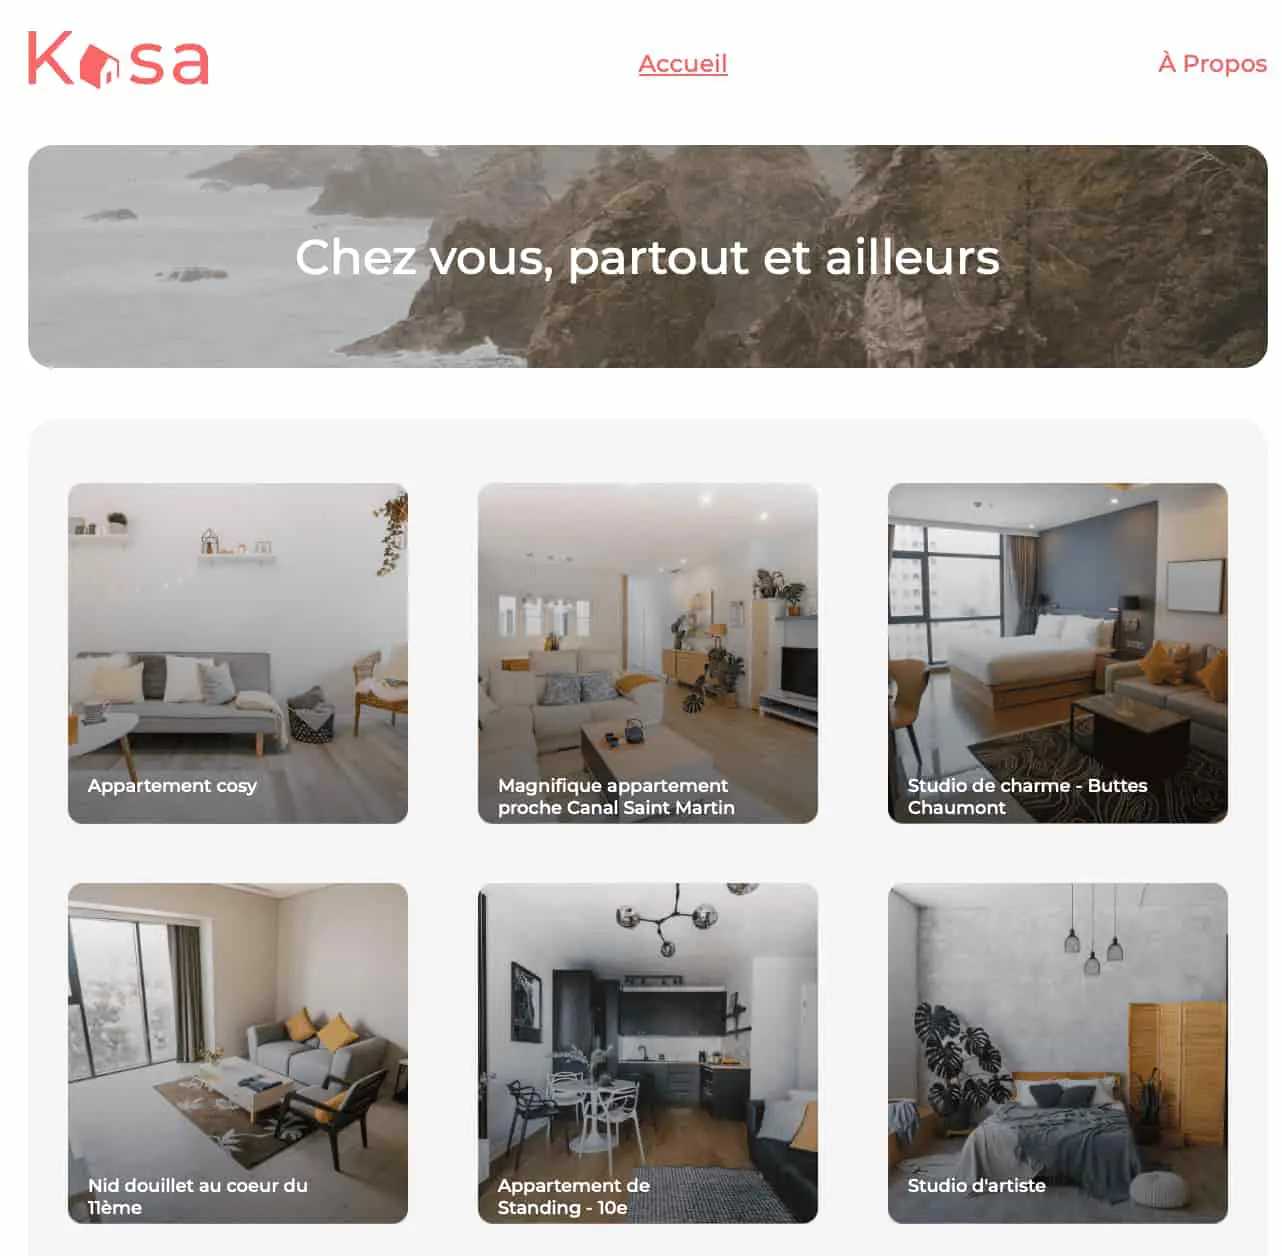 Kasa
Accueil
À Propos
Chez vous, partout et ailleurs
Appartement cosy
Magnifique appartement
proche Canal Saint Martin
Studio de charme - Buttes
Chaumont
Nid douillet au coeur du
11ème
Appartement de
Standing - 10e
Studio d'artiste